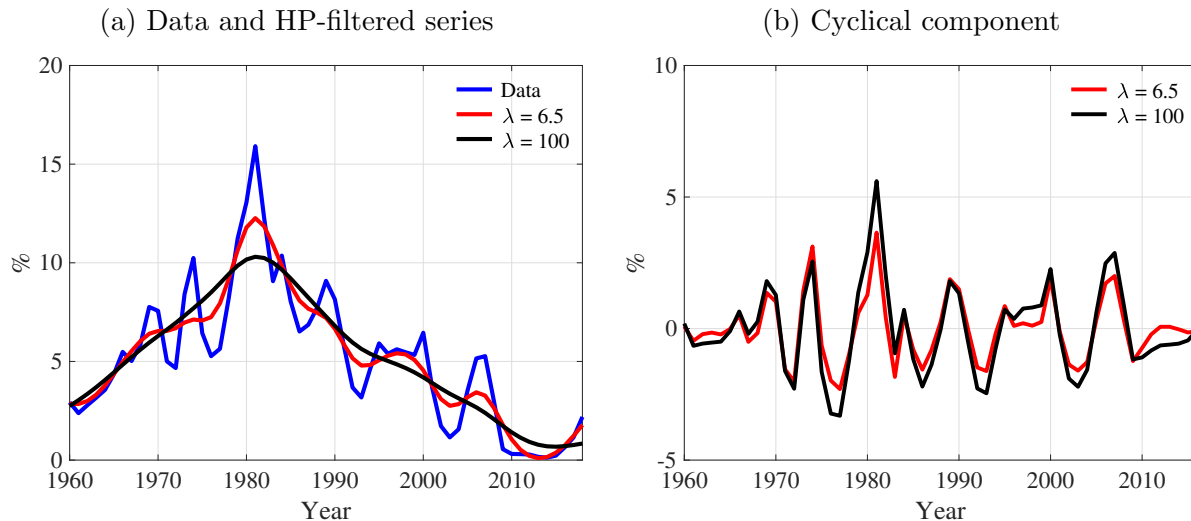 (a) Data and HP-filtered series
20
15
10
5
0
%
1960 1970 1980 1990 2000 2010
Year
Data
λ = 6.5
λ = 100
(b) Cyclical component
10
5
0
-5
%
1960 1970 1980 1990 2000 2010
Year
λ = 6.5
λ = 100